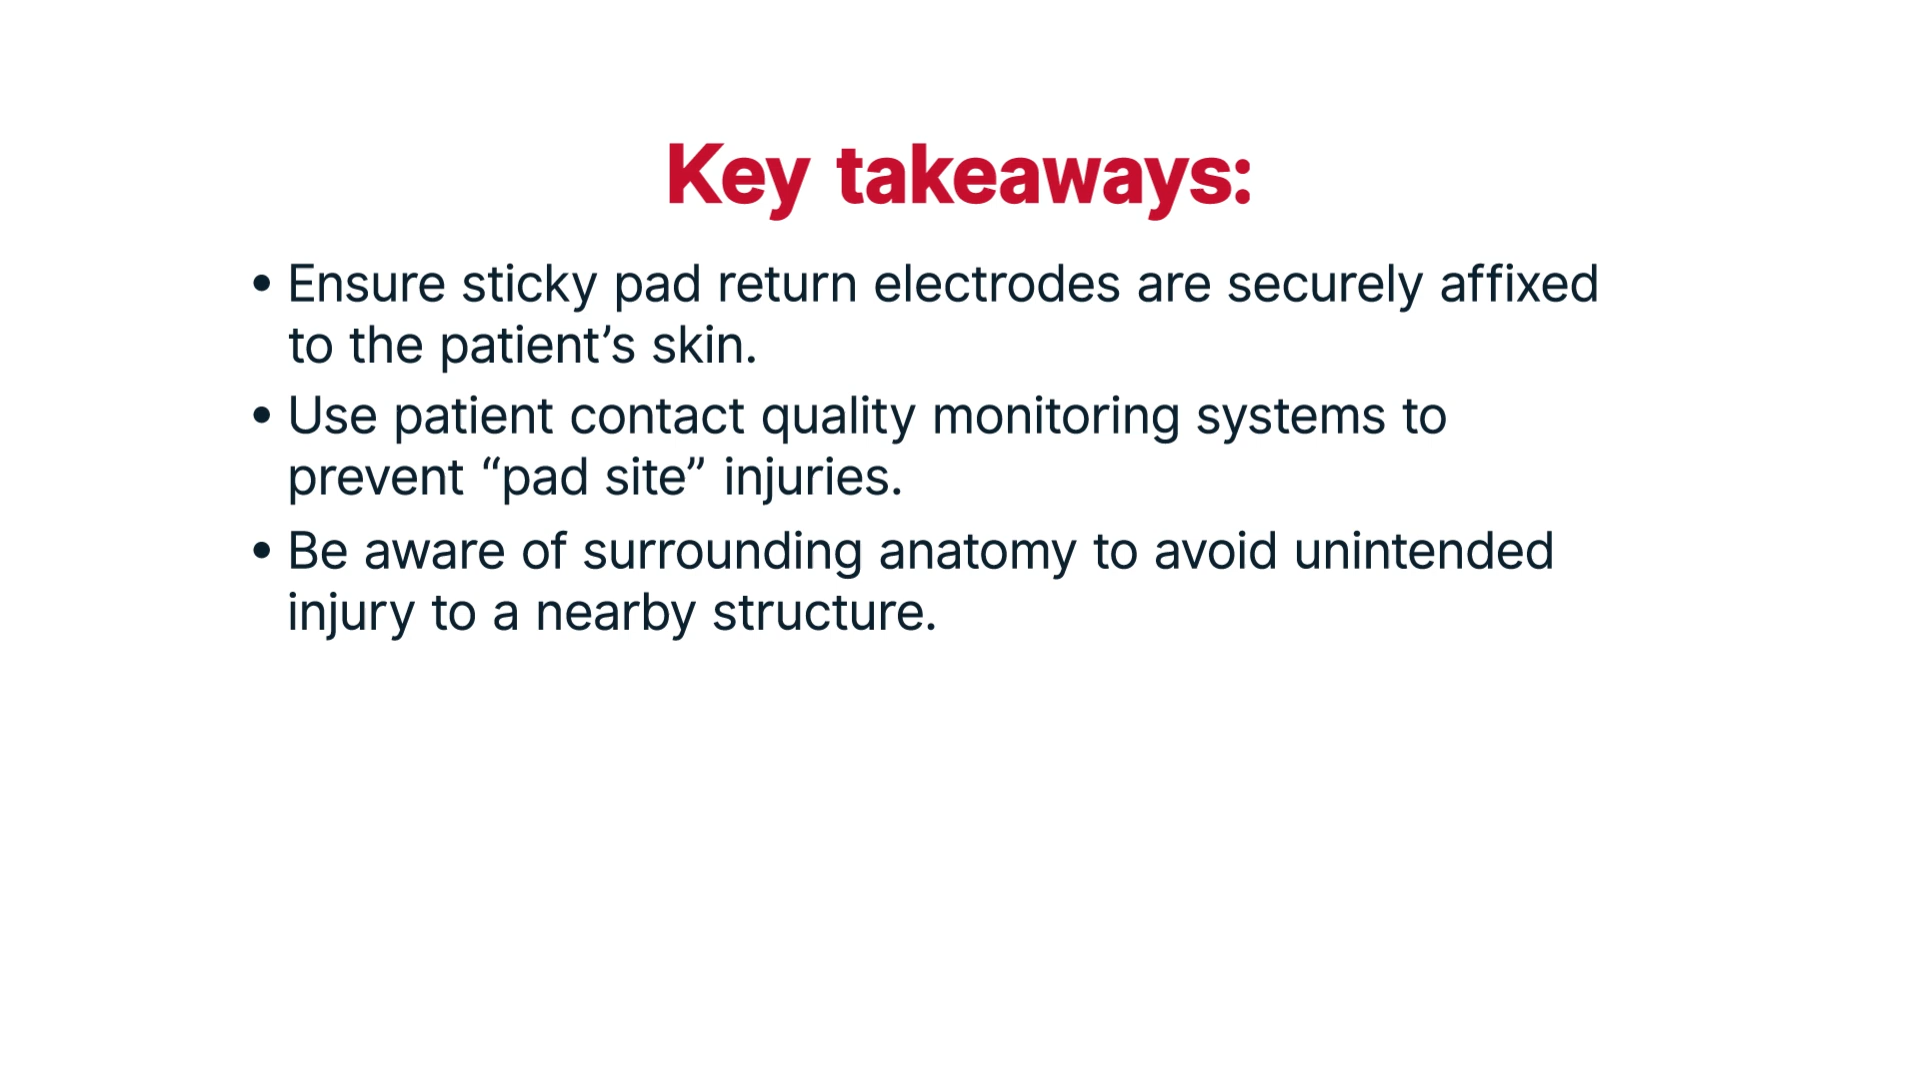 Key takeaways:
• Ensure sticky pad return electrodes are securely affixed
to the patient’s skin.
• Use patient contact quality monitoring systems to
prevent “pad site” injuries.
• Be aware of surrounding anatomy to avoid unintended
injury to a nearby structure.